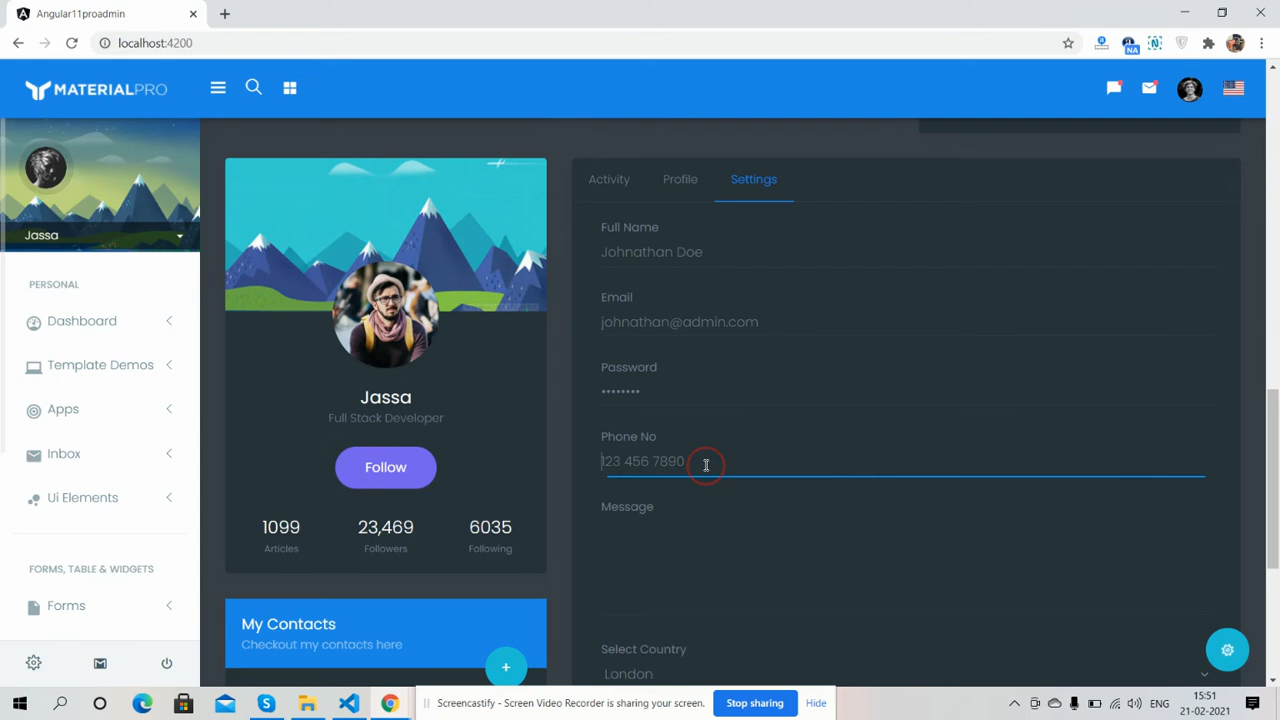 Angular11proadmin
localhost:4200
NA
MATERIALPRO
Jassa
PERSONAL
Dashboard
Template Demos
Apps
Inbox
Ui Elements
FORMS, TABLE & WIDGETS
Forms
Jassa
Full Stack Developer
Follow
1099 23,469 6035
Articles Followers Following
My Contacts
Checkout my contacts here
+
Activity Profile Settings
Full Name
Johnathan Doe
Email
johnathan@admin.com
Password
••••••••
Phone No
123 456 7890
Message
Select Country
London
Screencastify - Screen Video Recorder is sharing your screen. Stop sharing Hide
15:51
21-02-2021